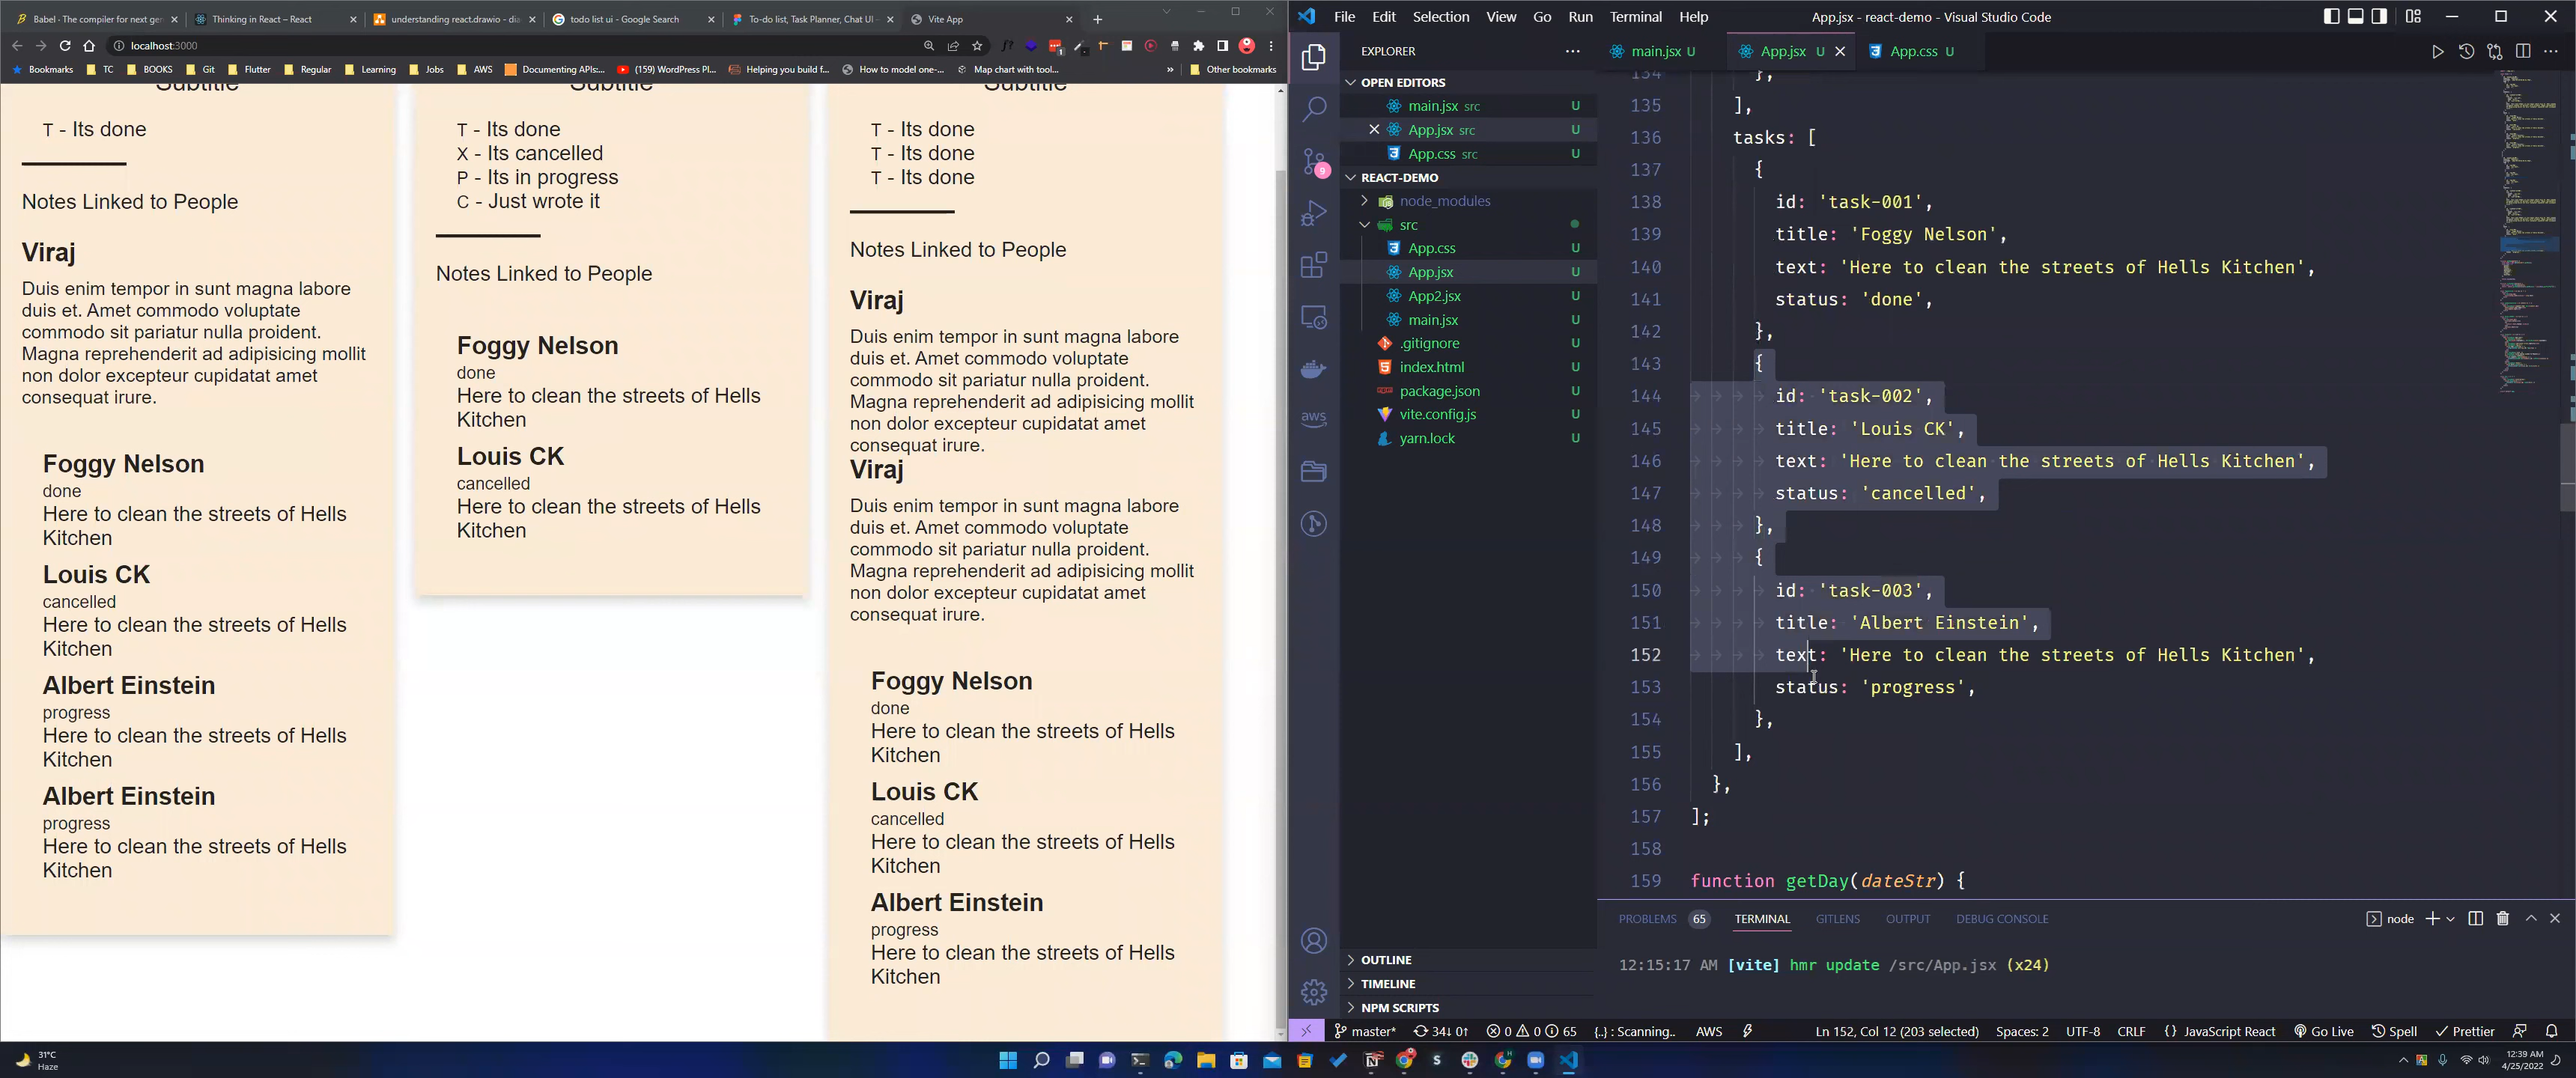 Babel · The compiler for next gen
Thinking in React – React
understanding react.drawio - dia
todo list ui - Google Search
To-do list, Task Planner, Chat UI –
Vite App
localhost:3000
Bookmarks
TC
BOOKS
Git
Flutter
Regular
Learning
Jobs
AWS
Documenting APIs:...
(159) WordPress Pl...
Helping you build f...
How to model one-...
Map chart with tool...
»
Other bookmarks
Subtitle
T - Its done
Notes Linked to People
Viraj
Duis enim tempor in sunt magna labore
duis et. Amet commodo voluptate
commodo sit pariatur nulla proident.
Magna reprehenderit ad adipisicing mollit
non dolor excepteur cupidatat amet
consequat irure.
Foggy Nelson
done
Here to clean the streets of Hells
Kitchen
Louis CK
cancelled
Here to clean the streets of Hells
Kitchen
Albert Einstein
progress
Here to clean the streets of Hells
Kitchen
Albert Einstein
progress
Here to clean the streets of Hells
Kitchen
Subtitle
T - Its done
X - Its cancelled
P - Its in progress
C - Just wrote it
Notes Linked to People
Foggy Nelson
done
Here to clean the streets of Hells
Kitchen
Louis CK
cancelled
Here to clean the streets of Hells
Kitchen
Subtitle
T - Its done
T - Its done
T - Its done
Notes Linked to People
Viraj
Duis enim tempor in sunt magna labore
duis et. Amet commodo voluptate
commodo sit pariatur nulla proident.
Magna reprehenderit ad adipisicing mollit
non dolor excepteur cupidatat amet
consequat irure.
Viraj
Duis enim tempor in sunt magna labore
duis et. Amet commodo voluptate
commodo sit pariatur nulla proident.
Magna reprehenderit ad adipisicing mollit
non dolor excepteur cupidatat amet
consequat irure.
Foggy Nelson
done
Here to clean the streets of Hells
Kitchen
Louis CK
cancelled
Here to clean the streets of Hells
Kitchen
Albert Einstein
progress
Here to clean the streets of Hells
Kitchen
File Edit Selection View Go Run Terminal Help
App.jsx - react-demo - Visual Studio Code
9
aws
EXPLORER
OPEN EDITORS
main.jsx src U
App.jsx src U
App.css src U
REACT-DEMO
node_modules
src
App.css U
App.jsx U
App2.jsx U
main.jsx U
.gitignore U
index.html U
package.json U
vite.config.js U
yarn.lock U
OUTLINE
TIMELINE
NPM SCRIPTS
main.jsx U
App.jsx U
App.css U
134 },
135 ],
136 tasks: [
137 {
138 id: 'task-001',
139 title: 'Foggy Nelson',
140 text: 'Here to clean the streets of Hells Kitchen',
141 status: 'done',
142 },
143 {
144 id: 'task-002',
145 title: 'Louis CK',
146 text: 'Here to clean the streets of Hells Kitchen',
147 status: 'cancelled',
148 },
149 {
150 id: 'task-003',
151 title: 'Albert Einstein',
152 text: 'Here to clean the streets of Hells Kitchen',
153 status: 'progress',
154 },
155 ],
156 },
157 ];
158
159 function getDay(dateStr) {
PROBLEMS 65 TERMINAL GITLENS OUTPUT DEBUG CONSOLE
node
12:15:17 AM [vite] hmr update /src/App.jsx (x24)
master* 34↓ 0↑ 0 0 65 {..} : Scanning.. AWS
Ln 152, Col 12 (203 selected) Spaces: 2 UTF-8 CRLF {} JavaScript React Go Live Spell Prettier
31°C
Haze
12:39 AM
4/25/2022